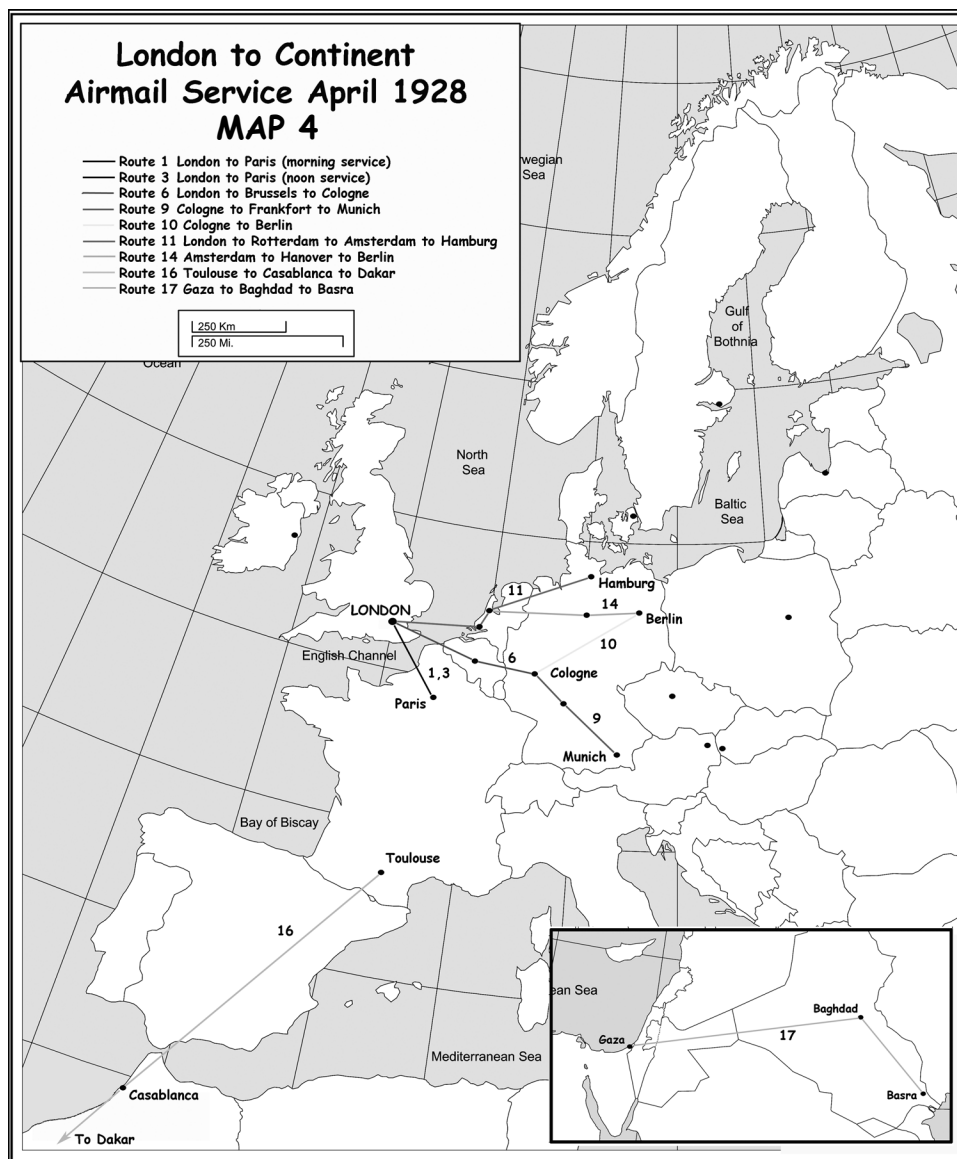 London to Continent
Airmail Service April 1928
MAP 4
Route 1 London to Paris (morning service)
Route 3 London to Paris (noon service)
Route 6 London to Brussels to Cologne
Route 9 Cologne to Frankfort to Munich
Route 10 Cologne to Berlin
Route 11 London to Rotterdam to Amsterdam to Hamburg
Route 14 Amsterdam to Hanover to Berlin
Route 16 Toulouse to Casablanca to Dakar
Route 17 Gaza to Baghdad to Basra
250 Km
250 Mi.
rwegian
Sea
Ocean
Gulf
of
Bothnia
North
Sea
Baltic
Sea
11
Hamburg
14
LONDON
Berlin
10
English Channel
6
1,3
Cologne
Paris
9
Munich
Bay of Biscay
Toulouse
16
ean Sea
Baghdad
Gaza
17
Mediterranean Sea
Casablanca
Basra
To Dakar